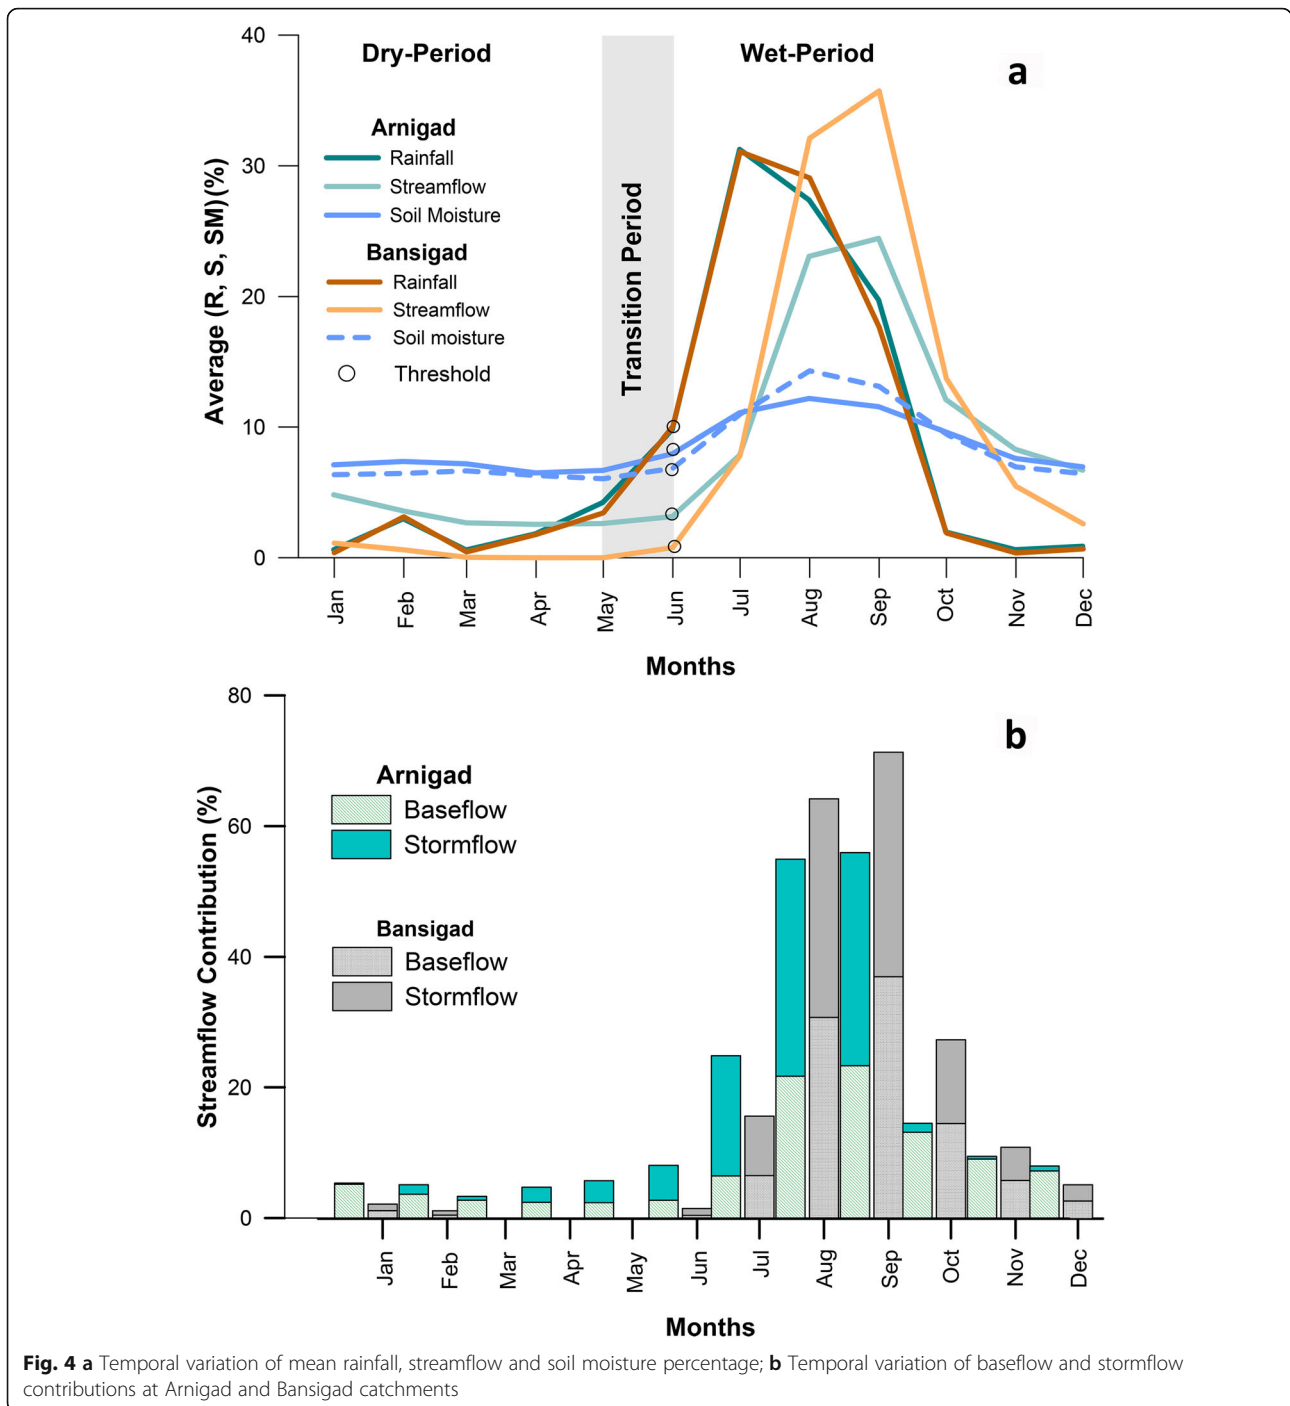 a
Dry-Period
Wet-Period
Transition Period
Average (R, S, SM)(%)
40
30
20
10
0
Arnigad
Rainfall
Streamflow
Soil Moisture
Bansigad
Rainfall
Streamflow
Soil moisture
Threshold
Jan
Feb
Mar
Apr
May
Jun
Jul
Aug
Sep
Oct
Nov
Dec
Months
b
Streamflow Contribution (%)
80
60
40
20
0
Arnigad
Baseflow
Stormflow
Bansigad
Baseflow
Stormflow
Jan
Feb
Mar
Apr
May
Jun
Jul
Aug
Sep
Oct
Nov
Dec
Months
Fig. 4 a Temporal variation of mean rainfall, streamflow and soil moisture percentage; b Temporal variation of baseflow and stormflow
contributions at Arnigad and Bansigad catchments